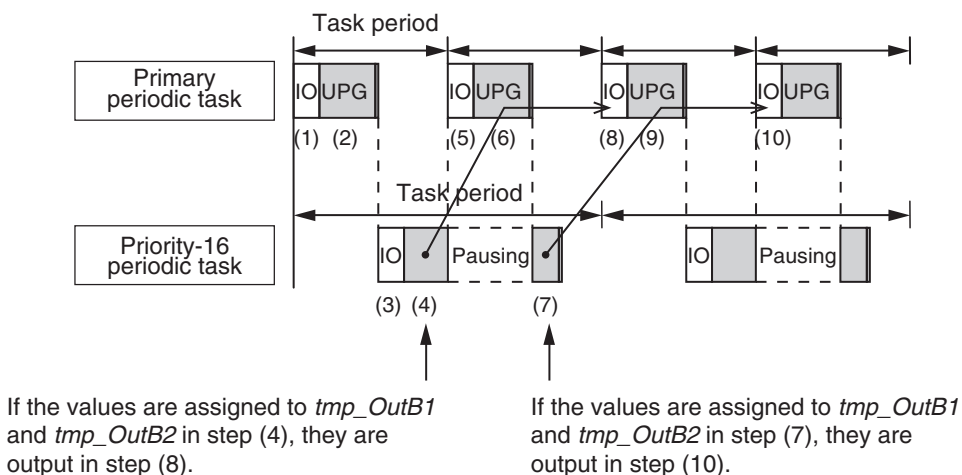 Task period
Primary
periodic task
IO UPG IO UPG IO UPG IO UPG
(1) (2) (5) (6) (8) (9) (10)
Task period
Priority-16
periodic task
IO Pausing IO Pausing
(3) (4) (7)
If the values are assigned to tmp_OutB1
and tmp_OutB2 in step (4), they are
output in step (8).
If the values are assigned to tmp_OutB1
and tmp_OutB2 in step (7), they are
output in step (10).